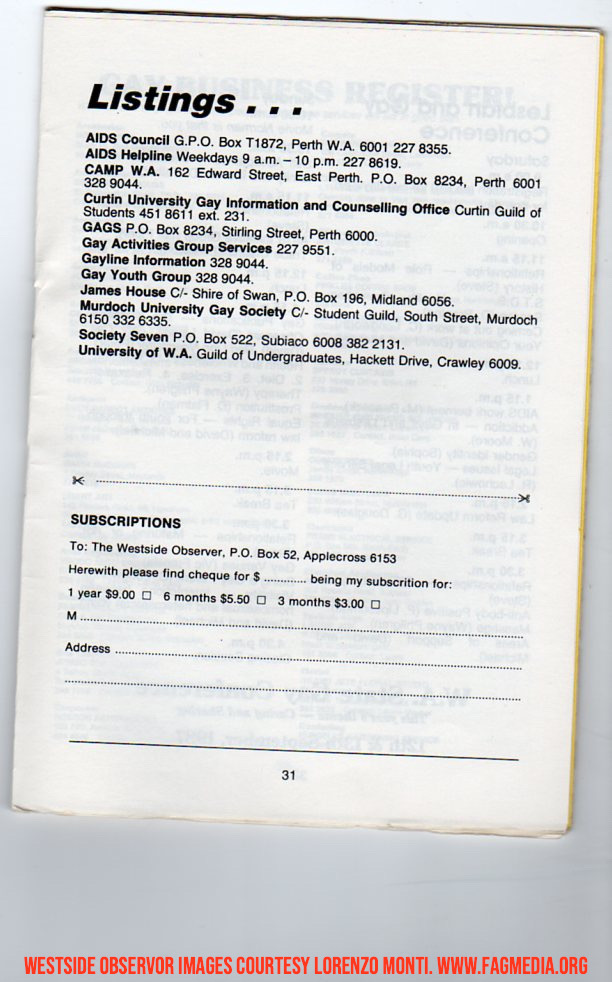 Listings . . .
AIDS Council G.P.O. Box T1872, Perth W.A. 6001 227 8355.
AIDS Helpline Weekdays 9 a.m. – 10 p.m. 227 8619.
CAMP W.A. 162 Edward Street, East Perth. P.O. Box 8234, Perth 6001
328 9044.
Curtin University Gay Information and Counselling Office Curtin Guild of
Students 451 8611 ext. 231.
GAGS P.O. Box 8234, Stirling Street, Perth 6000.
Gay Activities Group Services 227 9551.
Gayline Information 328 9044.
Gay Youth Group 328 9044.
James House C/- Shire of Swan, P.O. Box 196, Midland 6056.
Murdoch University Gay Society C/- Student Guild, South Street, Murdoch
6150 332 6335.
Society Seven P.O. Box 522, Subiaco 6008 382 2131.
University of W.A. Guild of Undergraduates, Hackett Drive, Crawley 6009.
SUBSCRIPTIONS
To: The Westside Observer, P.O. Box 52, Applecross 6153
Herewith please find cheque for $ ............ being my subscrition for:
1 year $9.00 □ 6 months $5.50 □ 3 months $3.00 □
M
Address
31
WESTSIDE OBSERVOR IMAGES COURTESY LORENZO MONTI. WWW.FAGMEDIA.ORG